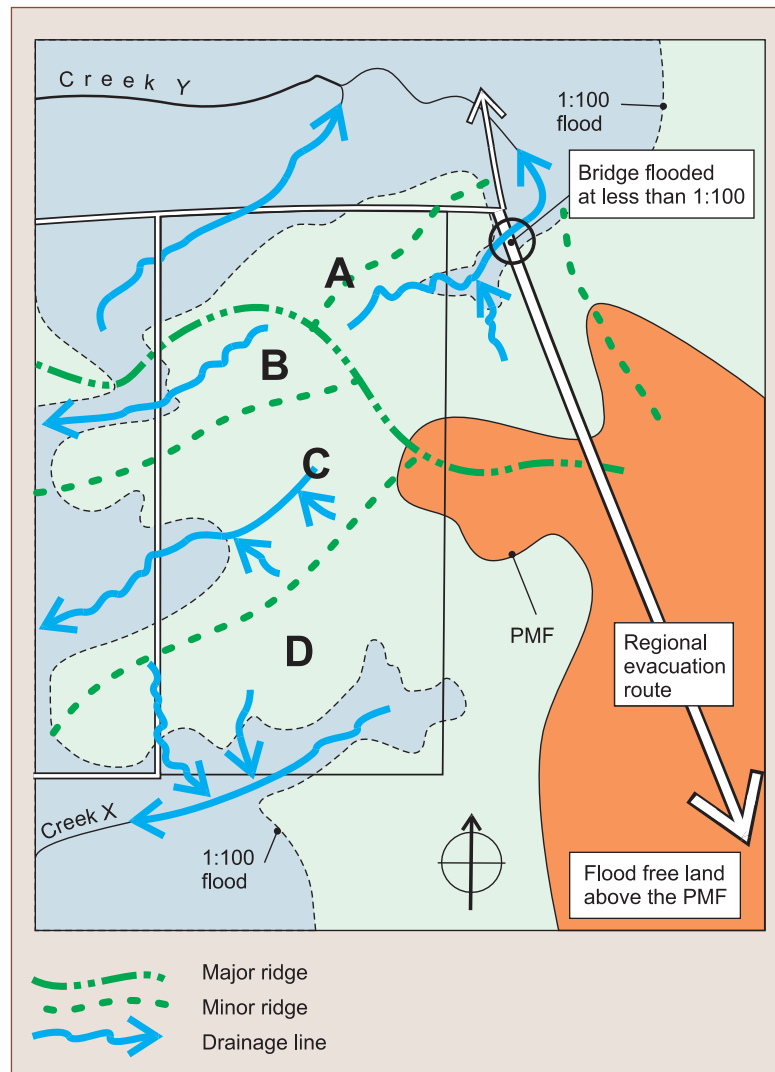 Creek Y
1:100
flood
Bridge flooded
at less than 1:100
A
B
C
PMF
D
Regional
evacuation
route
Creek X
1:100
flood
Flood free land
above the PMF
Major ridge
Minor ridge
Drainage line